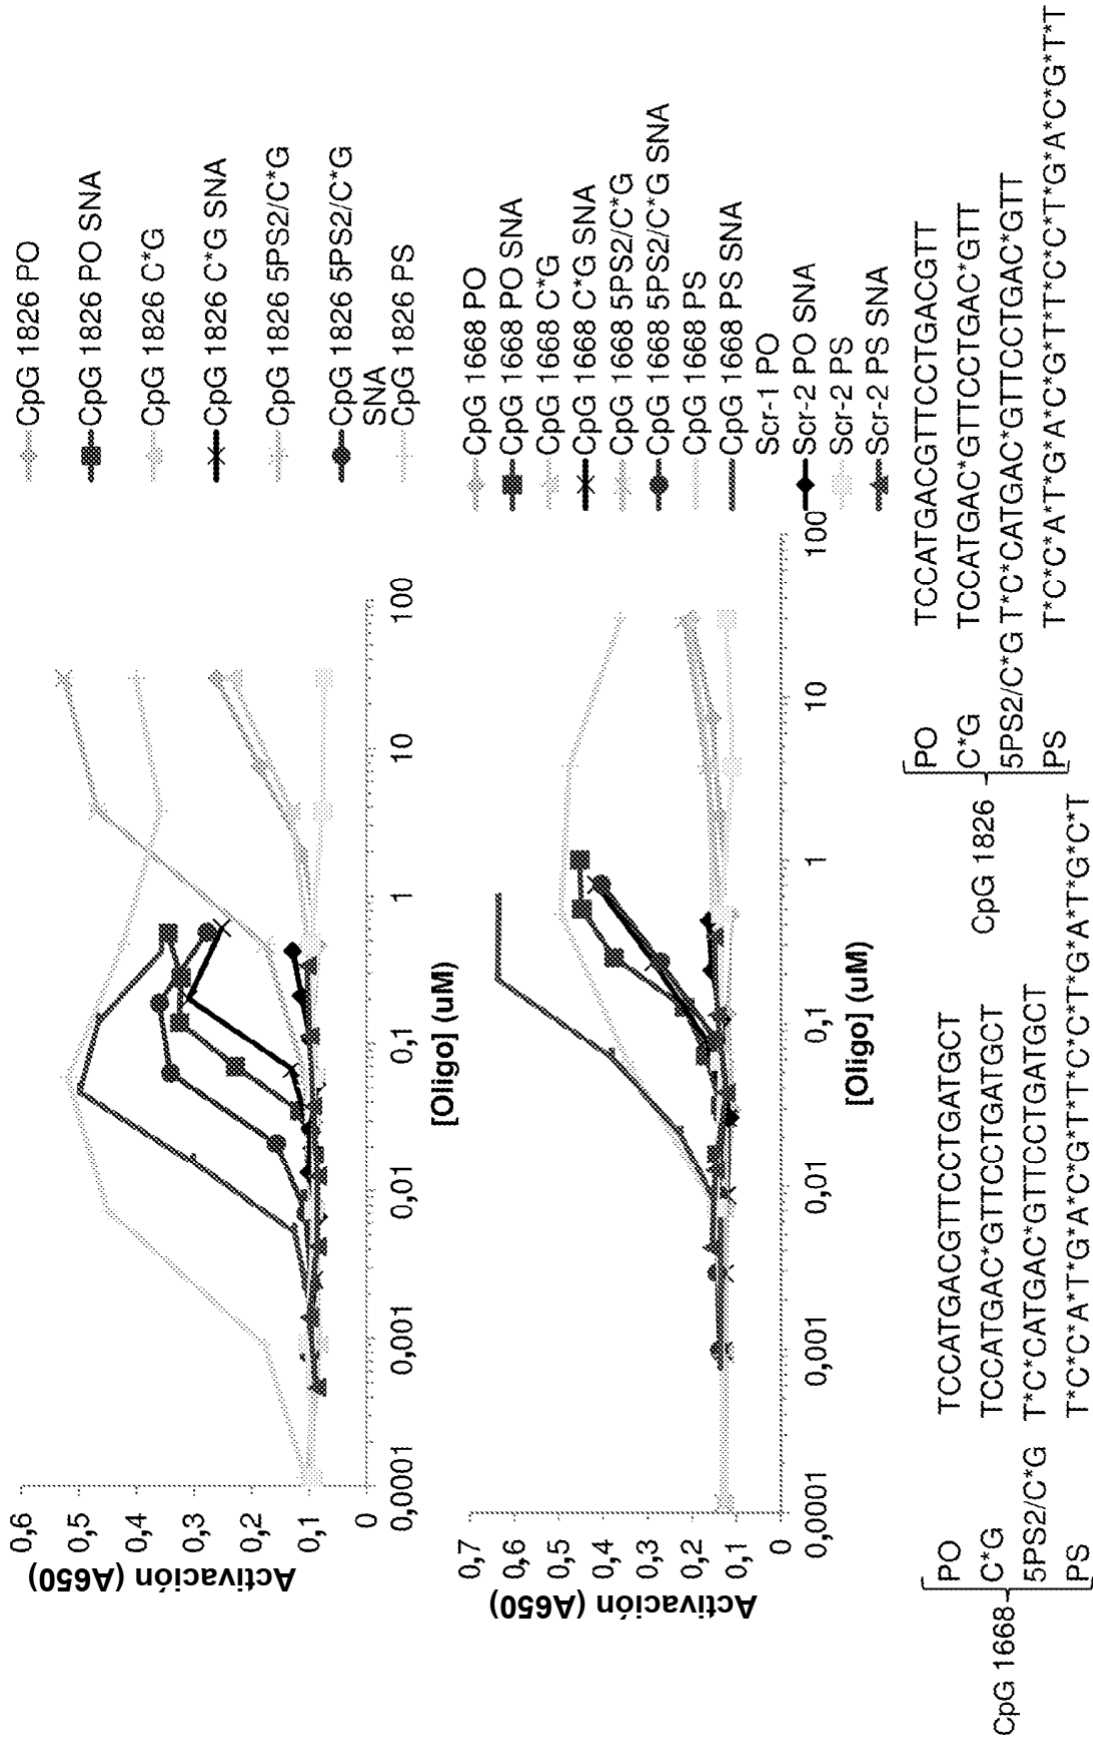 Activación (A650)
0,6
0,5
0,4
0,3
0,2
0,1
0
0,0001
0,001
0,01
0,1
1
10
100
[Oligo] (uM)
CpG 1826 PO
CpG 1826 PO SNA
CpG 1826 C*G
CpG 1826 C*G SNA
CpG 1826 5PS2/C*G
CpG 1826 5PS2/C*G
SNA
CpG 1826 PS
Activación (A650)
0,7
0,6
0,5
0,4
0,3
0,2
0,1
0
0,0001
0,001
0,01
0,1
1
10
100
[Oligo] (uM)
CpG 1668 PO
CpG 1668 PO SNA
CpG 1668 C*G
CpG 1668 C*G SNA
CpG 1668 5PS2/C*G
CpG 1668 5PS2/C*G SNA
CpG 1668 PS
CpG 1668 PS SNA
Scr-1 PO
Scr-2 PO SNA
Scr-2 PS
Scr-2 PS SNA
CpG 1668
PO TCCATGACGTTCCTGATGCT
C*G TCCATGAC*GTTCCTGATGCT
5PS2/C*G T*C*CATGAC*GTTCCTGATGCT
PS T*C*C*A*T*G*A*C*G*T*T*C*C*T*G*A*T*G*C*T
CpG 1826
PO TCCATGACGTTCCTGACGTT
C*G TCCATGAC*GTTCCTGAC*GTT
5PS2/C*G T*C*CATGAC*GTTCCTGAC*GTT
PS T*C*C*A*T*G*A*C*G*T*T*C*C*T*G*A*C*G*T*T